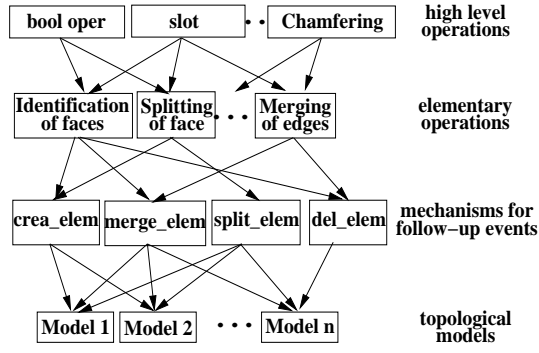 bool oper slot Chamfering high level
operations
Identification
of faces
Splitting
of face
Merging
of edges
elementary
operations
crea_elem merge_elem split_elem del_elem
mechanisms for
follow-up events
Model 1 Model 2 Model n
topological
models